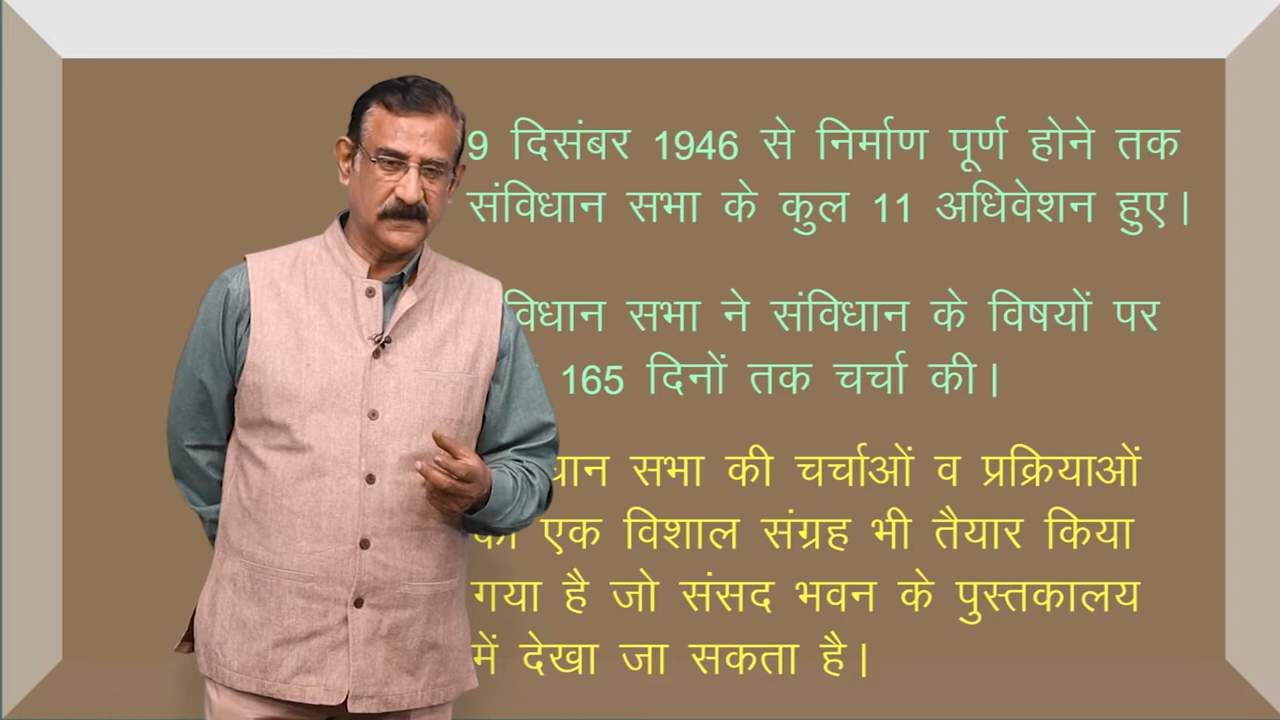 9 दिसंबर 1946 से निर्माण पूर्ण होने तक
संविधान सभा के कुल 11 अधिवेशन हुए।
सभा ने संविधान के विषयों पर
165 दिनों तक चर्चा की।
सभा की चर्चाओं व प्रक्रियाओं
एक विशाल संग्रह भी तैयार किया
गया है जो संसद भवन के पुस्तकालय
में देखा जा सकता है।